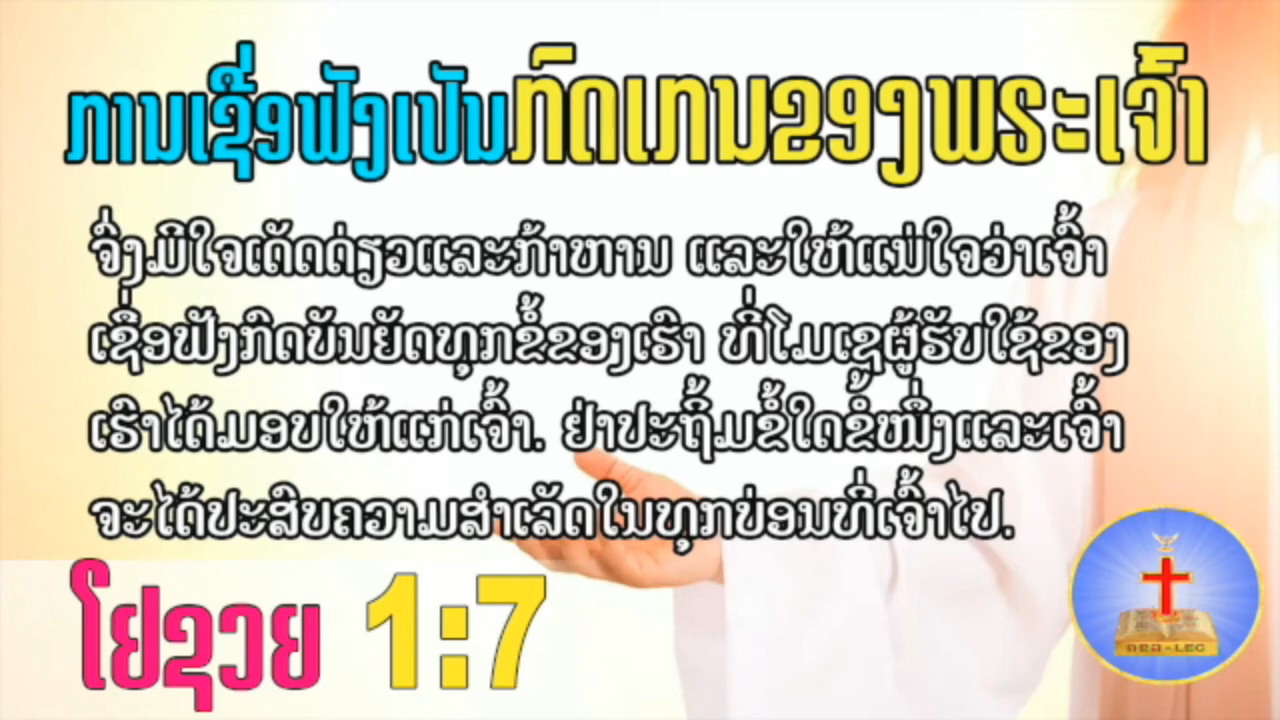 ການເຊື່ອຟັງເປັນກົດເກນຂອງພຣະເຈົ້າ
ຈົ່ງມີໃຈເດັດດ່ຽວແລະກ້າຫານ ແລະໃຫ້ແນ່ໃຈວ່າເຈົ້າ
ເຊື່ອຟັງກົດບັນຍັດທຸກຂໍ້ຂອງເຮົາ ທີ່ໂມເຊຜູ້ຮັບໃຊ້ຂອງ
ເຮົາໄດ້ມອບໃຫ້ແກ່ເຈົ້າ. ຢ່າປະຖິ້ມຂໍ້ໃດຂໍ້ໜຶ່ງແລະເຈົ້າ
ຈະໄດ້ປະສົບຄວາມສຳເລັດໃນທຸກບ່ອນທີ່ເຈົ້າໄປ.
ໂຢຊວຍ 1:7